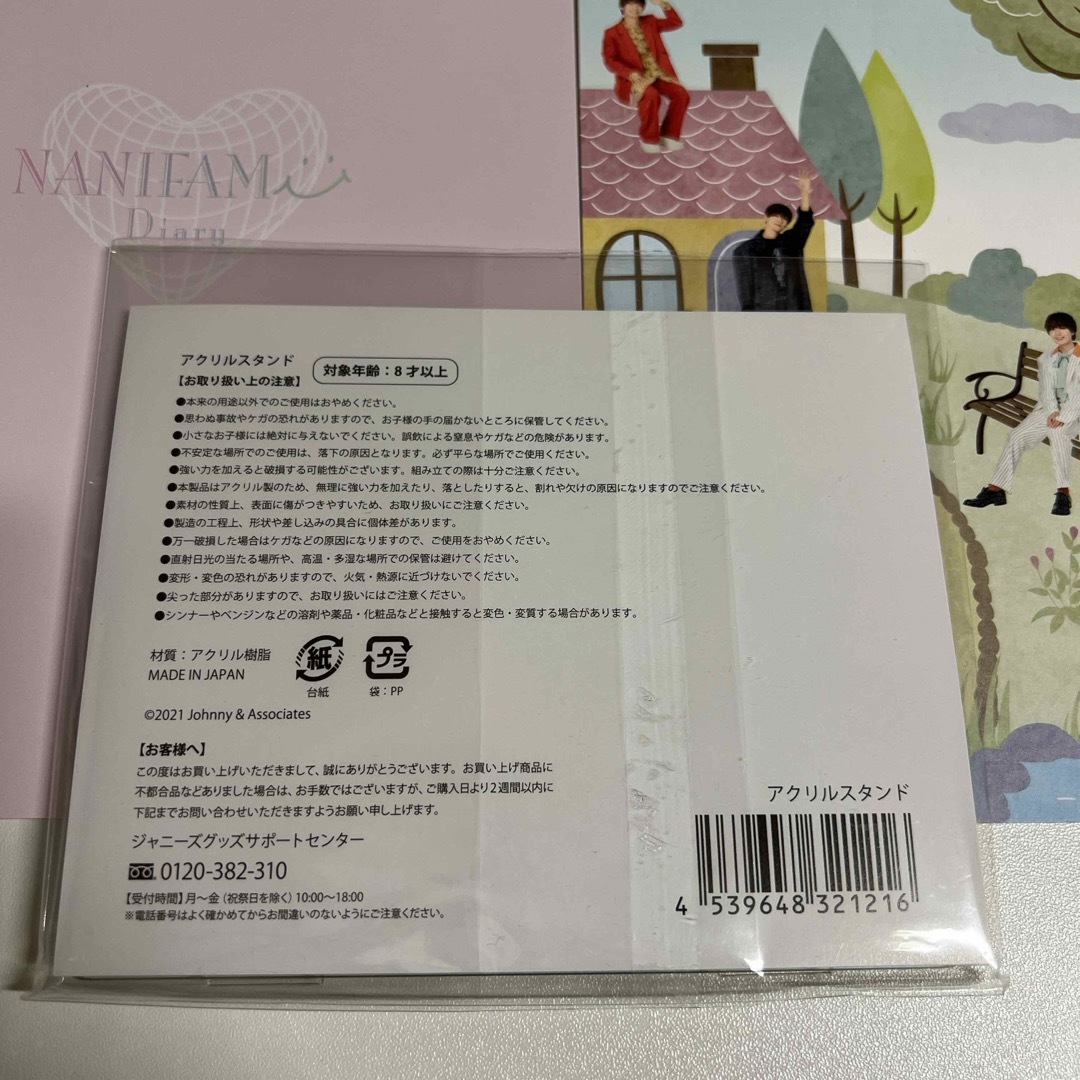 NANIFAM
Diary
アクリルスタンド
【お取り扱い上の注意】
対象年齢：8才以上
●本来の用途以外でのご使用はおやめください。
●思わぬ事故やケガの恐れがありますので、お子様の手の届かないところに保管してください。
●小さなお子様には絶対に与えないでください。誤飲による窒息やケガなどの危険があります。
●不安定な場所でのご使用は、落下の原因となります。必ず平らな場所でご使用ください。
●強い力を加えると破損する可能性がございます。組み立ての際は十分ご注意ください。
●本製品はアクリル製のため、無理に強い力を加えたり、落としたりすると、割れや欠けの原因になりますのでご注意ください。
●素材の性質上、表面に傷がつきやすいため、お取り扱いにご注意ください。
●製造の工程上、形状や差し込みの具合に個体差があります。
●万一破損した場合はケガなどの原因になりますので、ご使用をおやめください。
●直射日光の当たる場所や、高温・多湿な場所での保管は避けてください。
●変形・変色の恐れがありますので、火気・熱源に近づけないでください。
●尖った部分がありますので、お取り扱いにはご注意ください。
●シンナーやベンジンなどの溶剤や薬品・化粧品などと接触すると変色・変質する場合があります。
材質：アクリル樹脂
MADE IN JAPAN
紙
台紙
プラ
袋：PP
©2021 Johnny & Associates
【お客様へ】
この度はお買い上げいただきまして、誠にありがとうございます。お買い上げ商品に
不都合品などありました場合は、お手数ではございますが、ご購入日より2週間以内に
下記までお問い合わせいただきますようお願い申し上げます。
ジャニーズグッズサポートセンター
0120-382-310
【受付時間】月〜金（祝祭日を除く）10:00〜18:00
※電話番号はよく確かめてからお間違いのないようにご注意ください。
アクリルスタンド
4 539648 321216